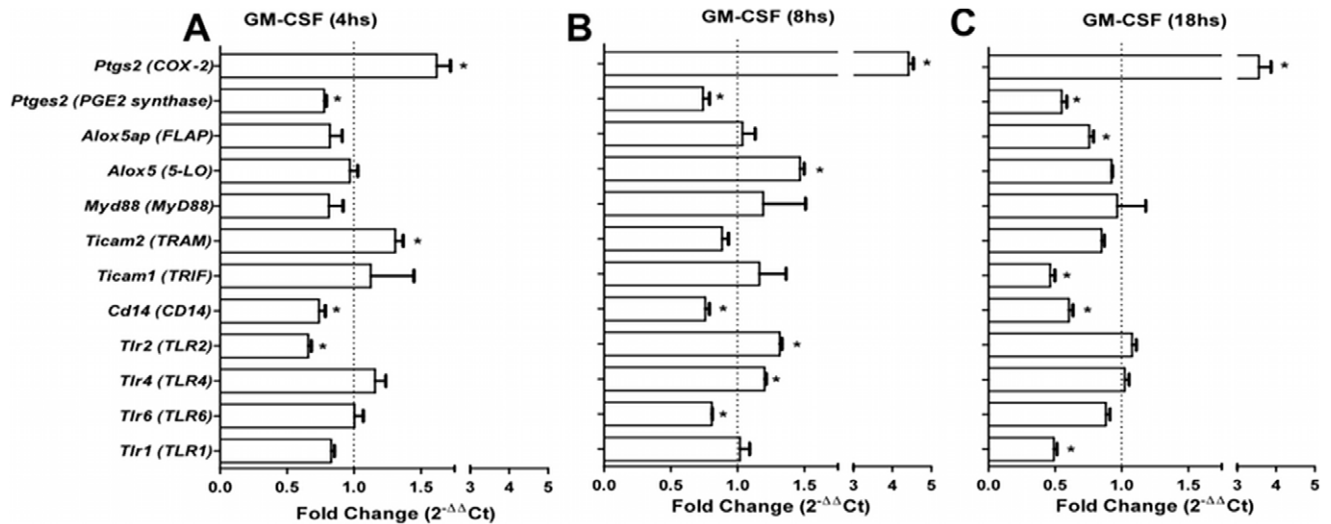 A GM-CSF (4hs)
B GM-CSF (8hs)
C GM-CSF (18hs)
Ptgs2 (COX-2)
Ptges2 (PGE2 synthase)
Alox5ap (FLAP)
Alox5 (5-LO)
Myd88 (MyD88)
Ticam2 (TRAM)
Ticam1 (TRIF)
Cd14 (CD14)
Tlr2 (TLR2)
Tlr4 (TLR4)
Tlr6 (TLR6)
Tlr1 (TLR1)
* * * * *
* * * * * * *
* * * * * *
0.0 0.5 1.0 1.5 3 4 5
0.0 0.5 1.0 1.5 3 4 5
0.0 0.5 1.0 1.5 3 4 5
Fold Change (2-ΔΔCt)
Fold Change (2-ΔΔCt)
Fold Change (2-ΔΔCt)